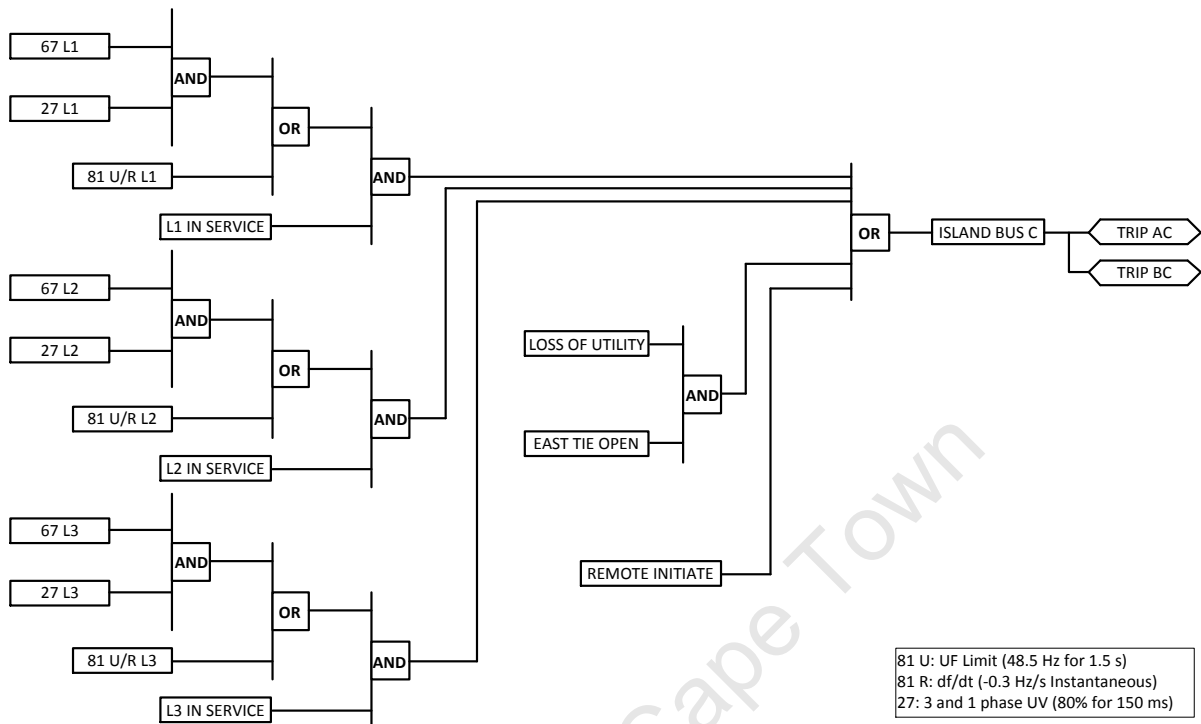 67 L1
AND
27 L1
OR
81 U/R L1
AND
L1 IN SERVICE
67 L2
AND
27 L2
OR
81 U/R L2
AND
L2 IN SERVICE
67 L3
AND
27 L3
OR
81 U/R L3
AND
L3 IN SERVICE
LOSS OF UTILITY
AND
EAST TIE OPEN
REMOTE INITIATE
OR
ISLAND BUS C
TRIP AC
TRIP BC
Cape Town
81 U: UF Limit (48.5 Hz for 1.5 s)
81 R: df/dt (-0.3 Hz/s Instantaneous)
27: 3 and 1 phase UV (80% for 150 ms)